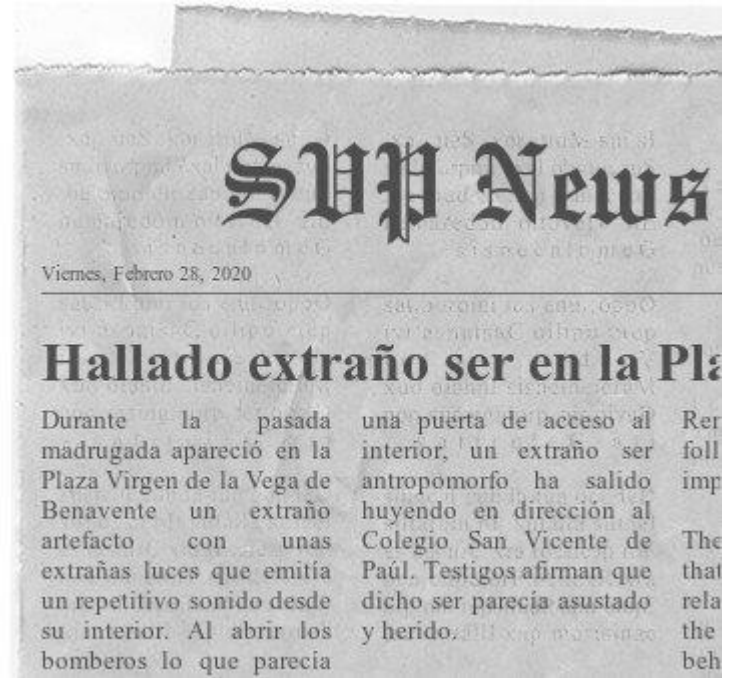 SVP News
Viernes, Febrero 28, 2020
Hallado extraño ser en la Pla
Durante la pasada
madrugada apareció en la
Plaza Virgen de la Vega de
Benavente un extraño
artefacto con unas
extrañas luces que emitía
un repetitivo sonido desde
su interior. Al abrir los
bomberos lo que parecía
una puerta de acceso al
interior, un extraño ser
antropomorfo ha salido
huyendo en dirección al
Colegio San Vicente de
Paúl. Testigos afirman que
dicho ser parecía asustado
y herido.
Rem
foll
imp
The
that
rela
the
beh